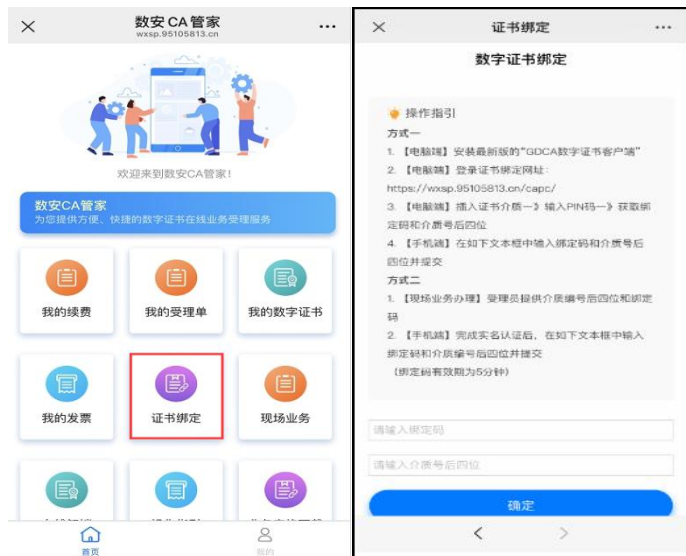 数安 CA 管家
wxsp.95105813.cn
欢迎来到数安CA管家!
数安CA管家
为您提供方便、快捷的数字证书在线业务受理服务
我的续费
我的受理单
我的数字证书
我的发票
证书绑定
现场业务
首页
我的
证书绑定
数字证书绑定
操作指引
方式一
1. 【电脑端】安装最新版的“GDCA数字证书客户端”
2. 【电脑端】登录证书绑定网址:
https://wxsp.95105813.cn/capc/
3. 【电脑端】插入证书介质一》输入PIN码一》获取绑
定码和介质号后四位
4. 【手机端】在如下文本框中输入绑定码和介质号后
四位并提交
方式二
1. 【现场业务办理】受理员提供介质编号后四位和绑定
码
2. 【手机端】完成实名认证后，在如下文本框中输入
绑定码和介质编号后四位并提交
(绑定码有效期为5分钟)
请输入绑定码
请输入介质号后四位
确定